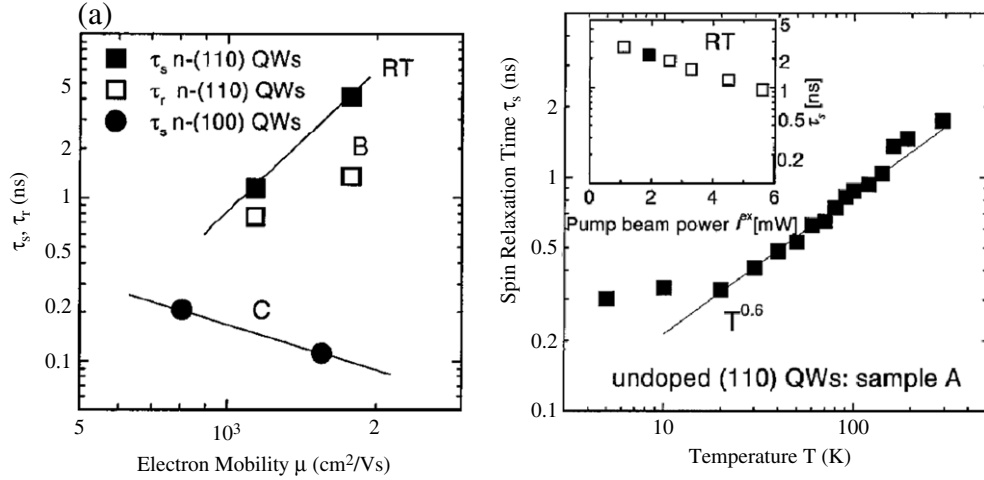 (a)
τs n-(110) QWs
τr n-(110) QWs
τs n-(100) QWs
RT
B
C
5
2
1
0.5
0.2
0.1
τs, τr (ns)
5
10³
2
Electron Mobility μ (cm²/Vs)
RT
5
2
1
0.5
0.2
τs [ns]
0
2
4
6
Pump beam power I^ex[mW]
2
1
0.5
0.2
0.1
Spin Relaxation Time τs (ns)
T^0.6
undoped (110) QWs: sample A
10
100
Temperature T (K)